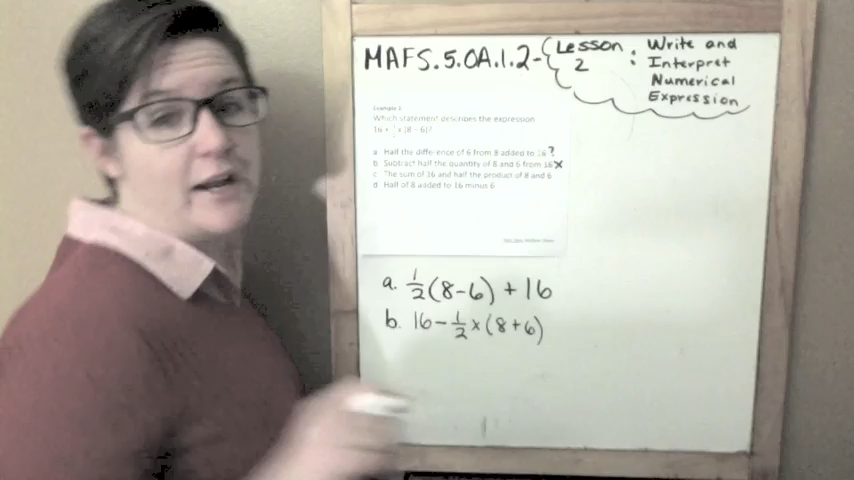 MAFS.5.OA.1.2-
Lesson 2 :
Write and
Interpret
Numerical
Expression
Example 1
Which statement describes the expression
16 + ½ x (8 – 6)?
a Half the difference of 6 from 8 added to 16 ?
b. Subtract half the quantity of 8 and 6 from 16 X
c The sum of 16 and half the product of 8 and 6
d Half of 8 added to 16 minus 6
a. ½(8-6) + 16
b. 16 - ½ x (8+6)